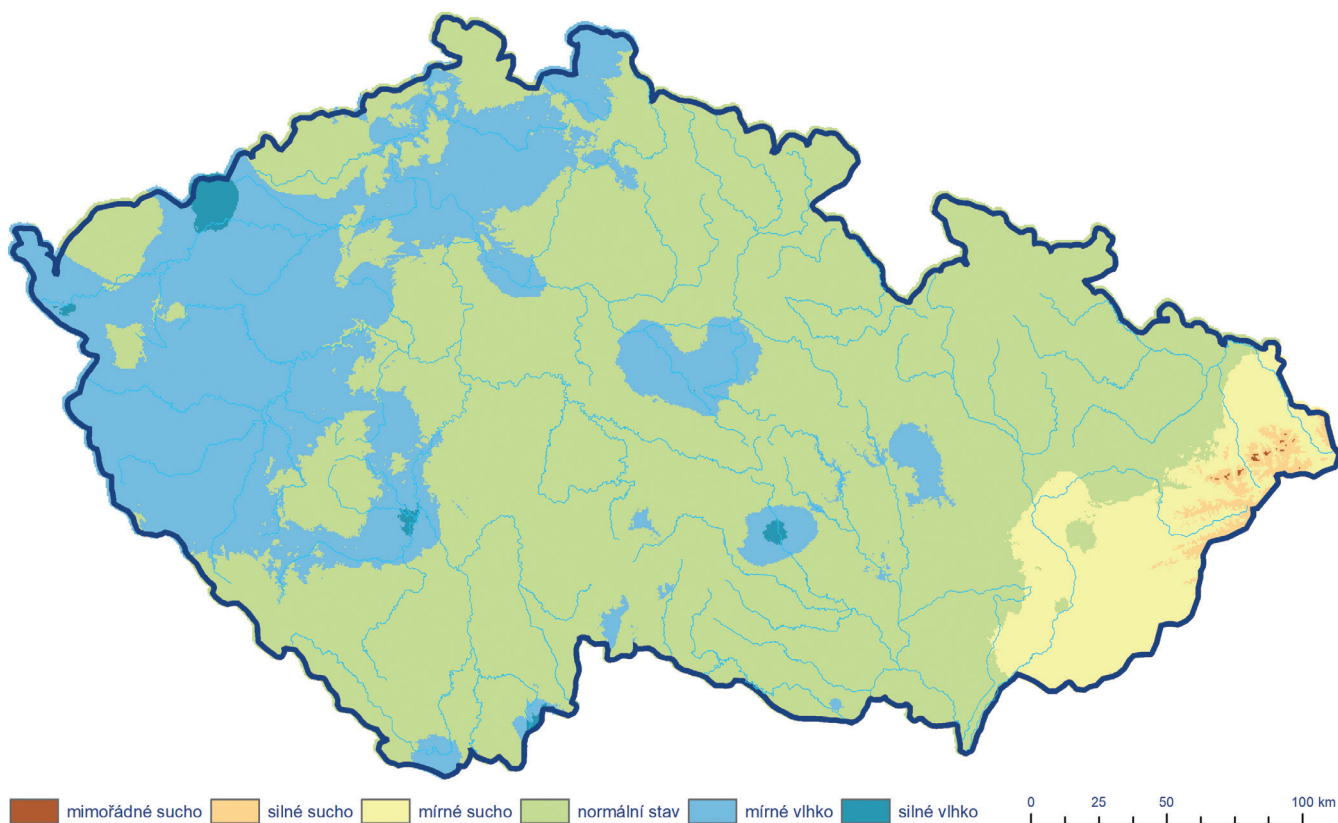 mimořádné sucho silné sucho mírné sucho normální stav mírné vlhko silné vlhko
0 25 50 100 km